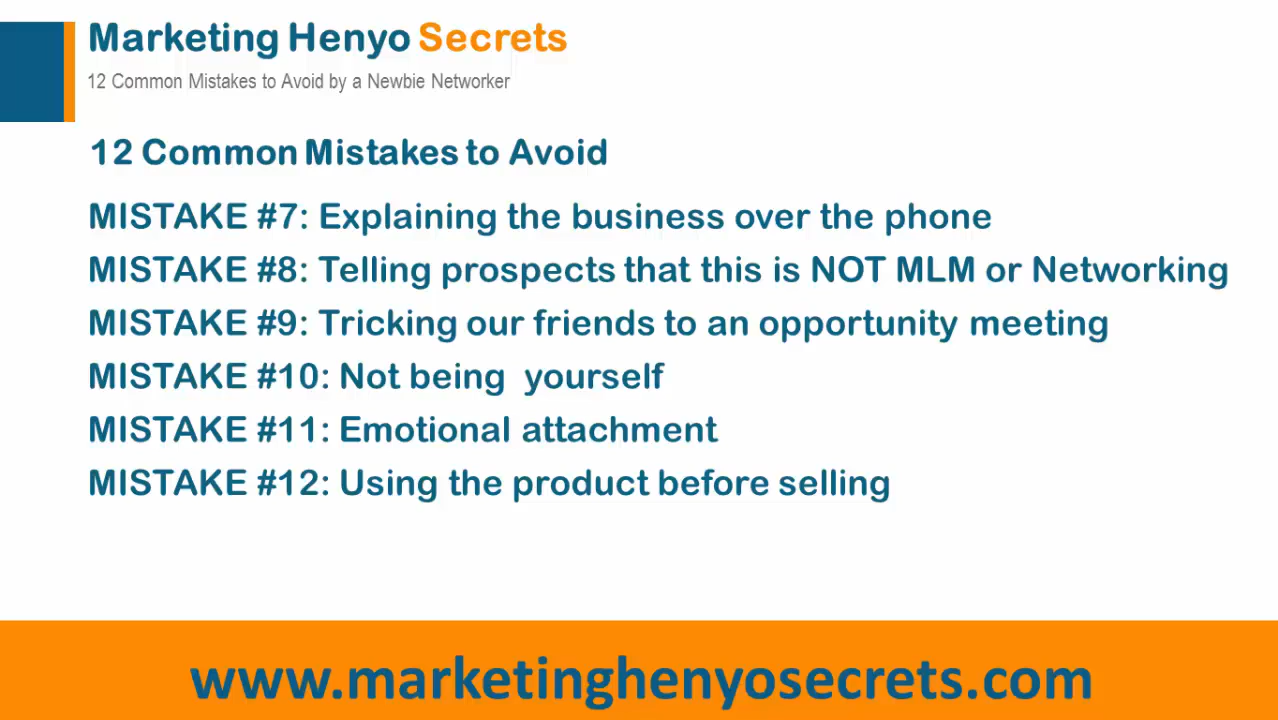 Marketing Henyo Secrets
12 Common Mistakes to Avoid by a Newbie Networker
12 Common Mistakes to Avoid
MISTAKE #7: Explaining the business over the phone
MISTAKE #8: Telling prospects that this is NOT MLM or Networking
MISTAKE #9: Tricking our friends to an opportunity meeting
MISTAKE #10: Not being  yourself
MISTAKE #11: Emotional attachment
MISTAKE #12: Using the product before selling
www.marketinghenyosecrets.com